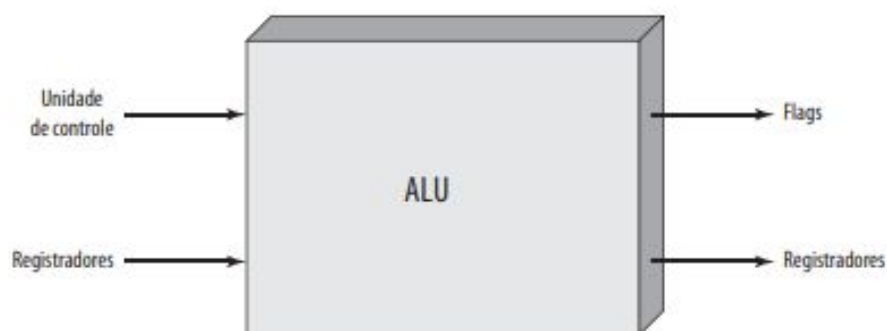 Unidade
de controle
Flags
ALU
Registradores
Registradores